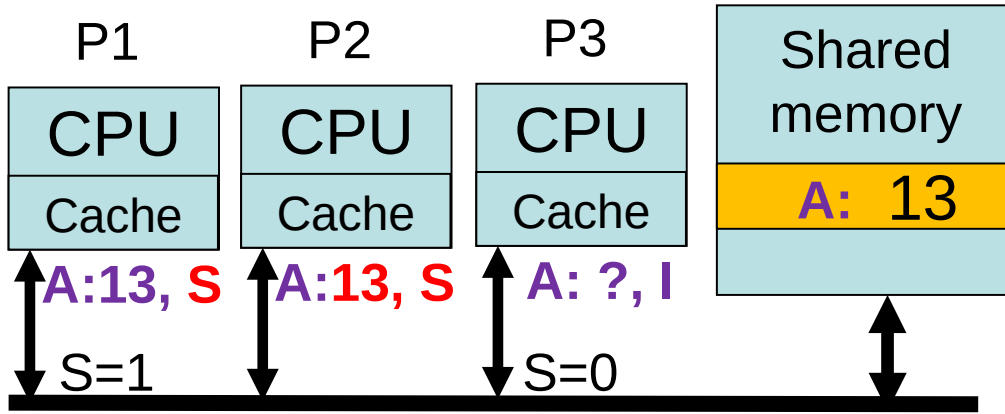 P1
P2
P3
Shared
memory
CPU
CPU
CPU
Cache
Cache
Cache
A: 13
A:13, S
A:13, S
A: ?, I
S=1
S=0